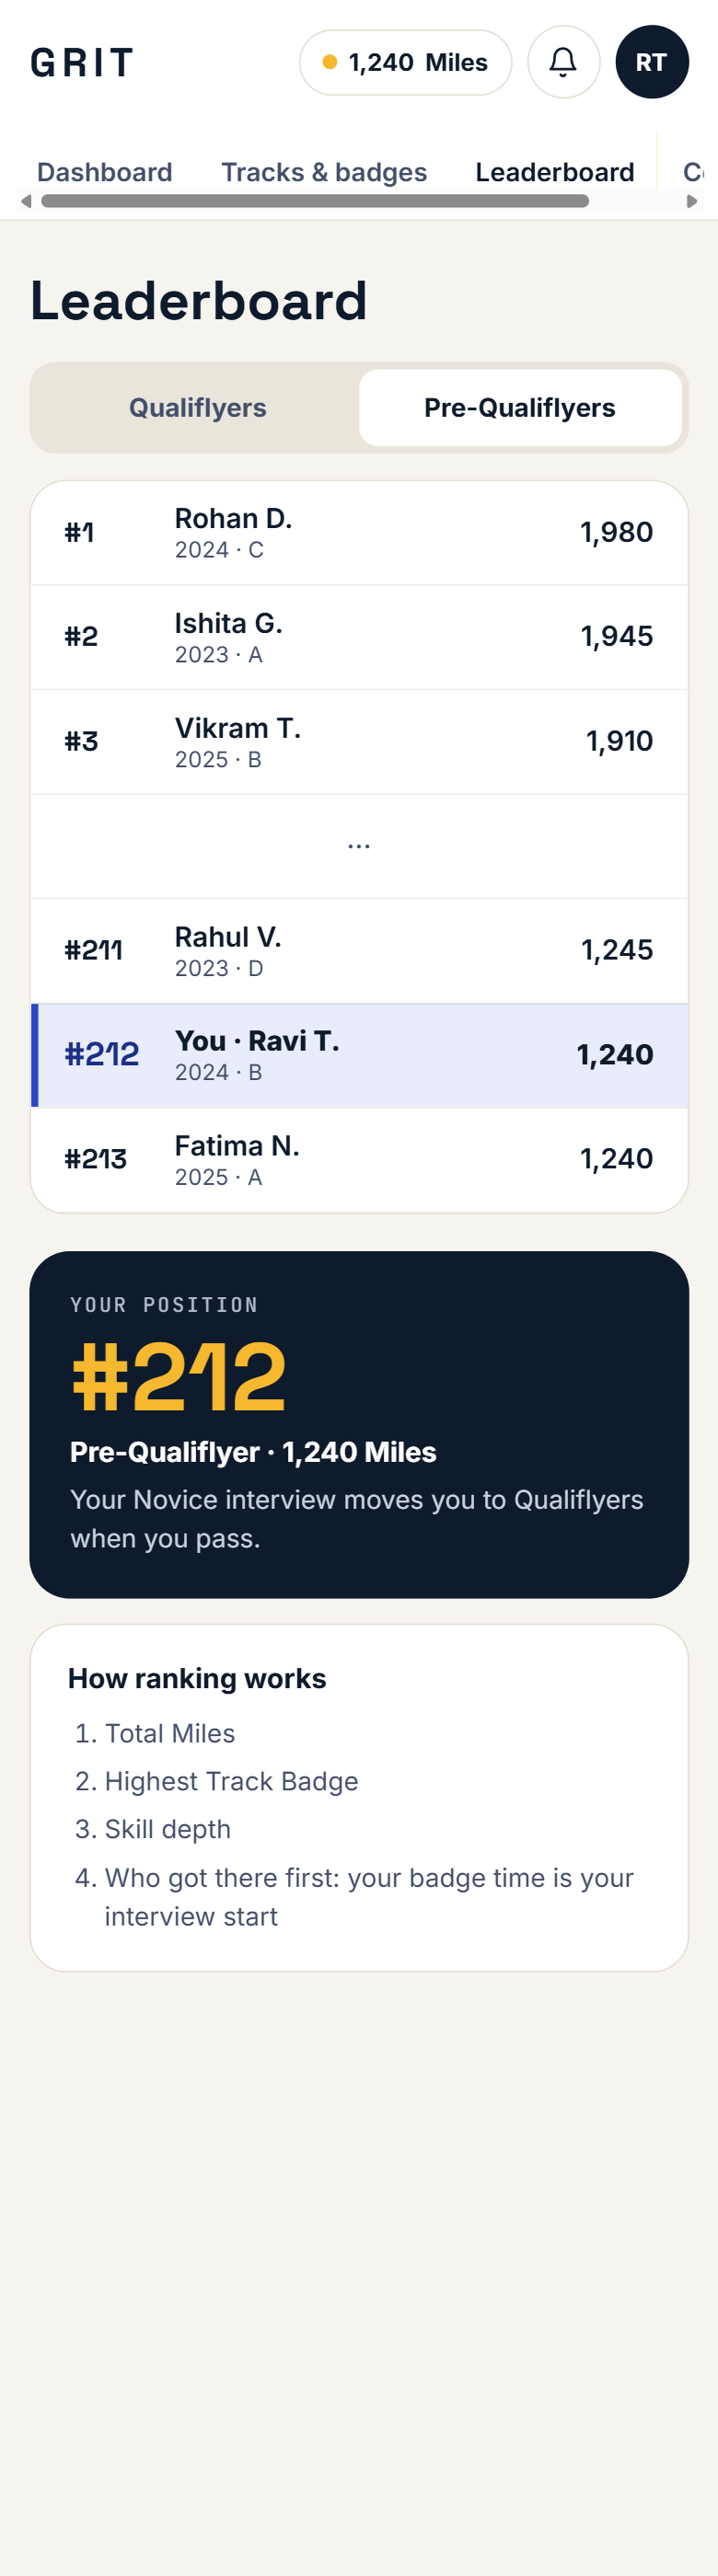 GRIT
1,240 Miles
RT
Dashboard
Tracks & badges
Leaderboard
Leaderboard
Qualiflyers
Pre-Qualiflyers
#1
Rohan D.
2024 · C
1,980
#2
Ishita G.
2023 · A
1,945
#3
Vikram T.
2025 · B
1,910
...
#211
Rahul V.
2023 · D
1,245
#212
You · Ravi T.
2024 · B
1,240
#213
Fatima N.
2025 · A
1,240
YOUR POSITION
#212
Pre-Qualiflyer · 1,240 Miles
Your Novice interview moves you to Qualiflyers
when you pass.
How ranking works
1. Total Miles
2. Highest Track Badge
3. Skill depth
4. Who got there first: your badge time is your
interview start